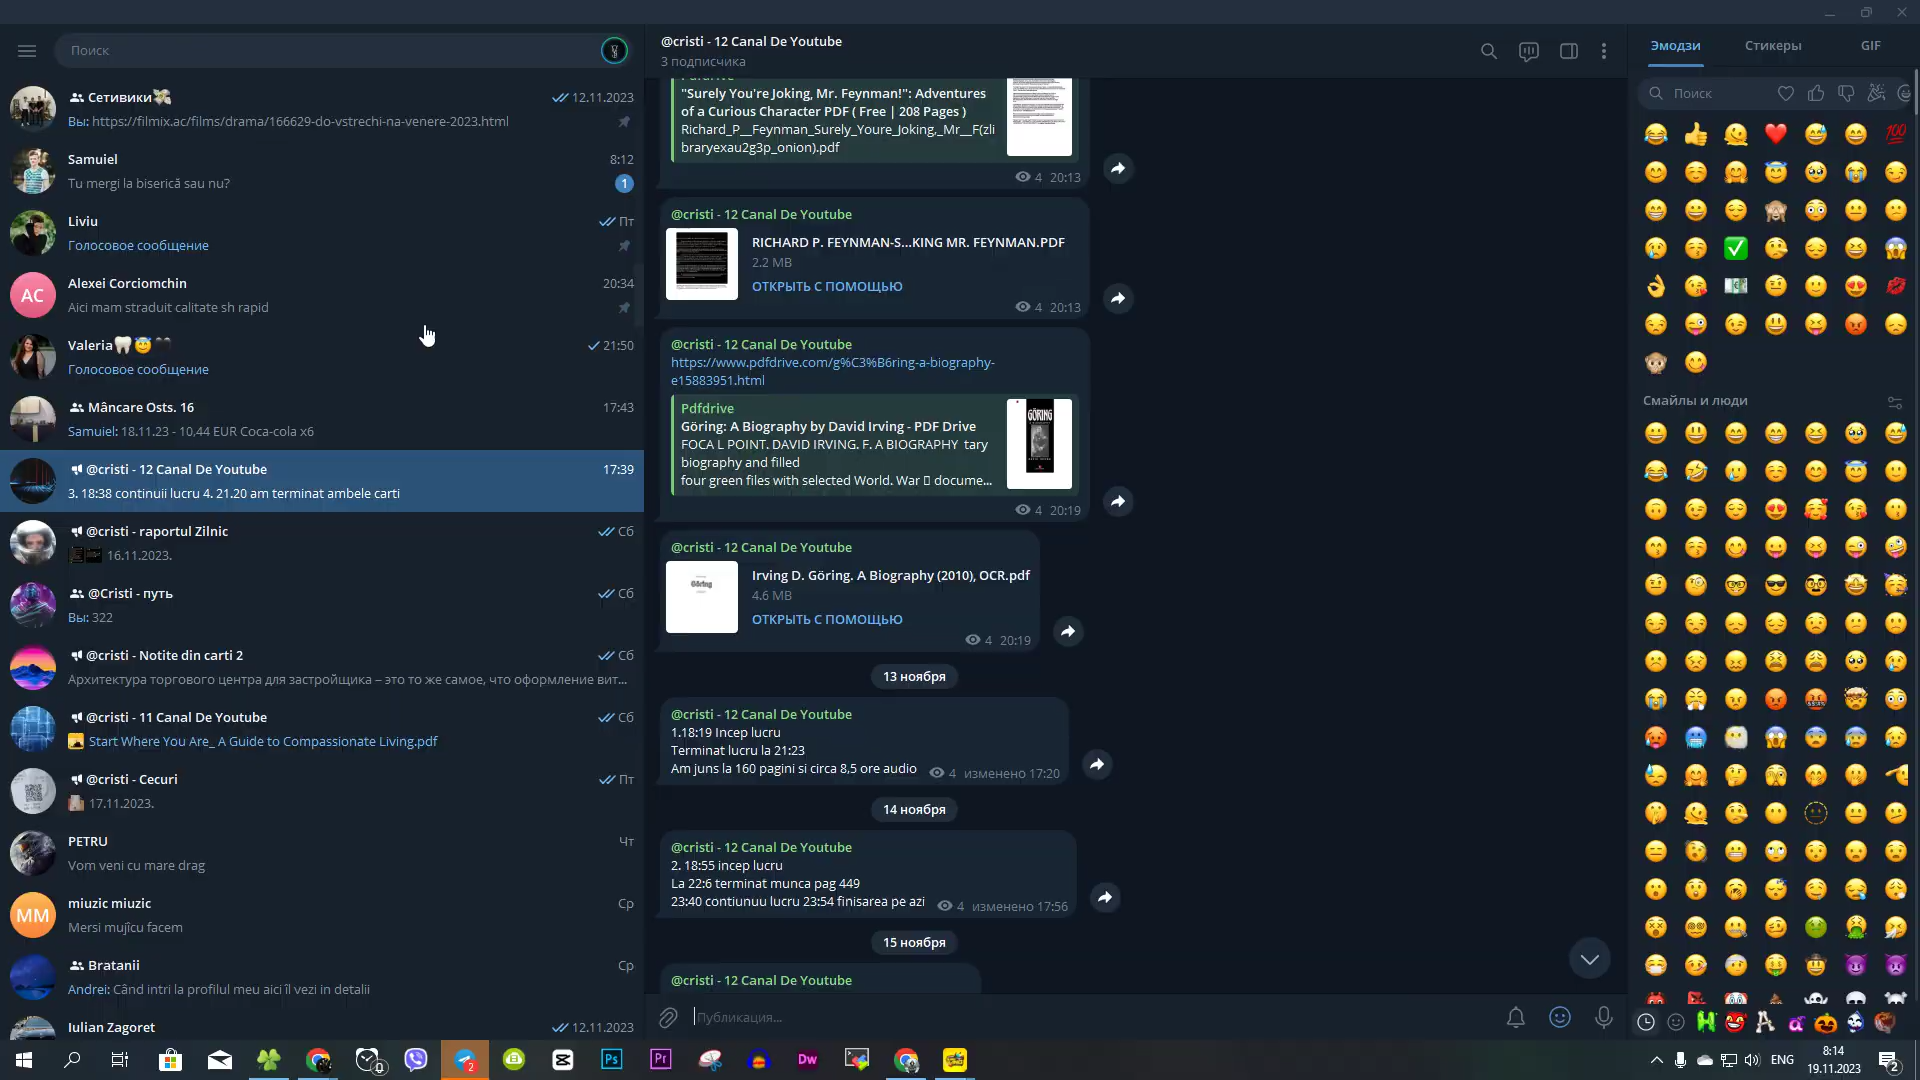 Поиск
Сетивики
12.11.2023
Вы: https://filmix.ac/films/drama/166629-do-vstrechi-na-venere-2023.html
Samuiel
8:12
Tu mergi la biserică sau nu?
1
Liviu
Пт
Голосовое сообщение
AC
Alexei Corciomchin
20:34
Aici mam straduit calitate sh rapid
Valeria
21:50
Голосовое сообщение
Mâncare Osts. 16
17:43
Samuiel: 18.11.23 - 10,44 EUR Coca-cola x6
@cristi - 12 Canal De Youtube
17:39
3. 18:38 continuii lucru 4. 21.20 am terminat ambele carti
@cristi - raportul Zilnic
Сб
16.11.2023.
@Cristi - путь
Сб
Вы: 322
@cristi - Notite din carti 2
Сб
Архитектура торгового центра для застройщика – это то же самое, что оформление вит...
@cristi - 11 Canal De Youtube
Сб
Start Where You Are_ A Guide to Compassionate Living.pdf
@cristi - Cecuri
Пт
17.11.2023.
PETRU
Чт
Vom veni cu mare drag
MM
miuzic miuzic
Ср
Mersi mujîcu facem
Bratanii
Ср
Andrei: Când intri la profilul meu aici îl vezi in detalii
Iulian Zagoret
12.11.2023
@cristi - 12 Canal De Youtube
3 подписчика
Pdfdrive
"Surely You're Joking, Mr. Feynman!": Adventures
of a Curious Character PDF ( Free | 208 Pages )
Richard_P__Feynman_Surely_Youre_Joking,_Mr__F(zli
braryexau2g3p_onion).pdf
4 20:13
@cristi - 12 Canal De Youtube
RICHARD P. FEYNMAN-S...KING MR. FEYNMAN.PDF
2.2 MB
ОТКРЫТЬ С ПОМОЩЬЮ
4 20:13
@cristi - 12 Canal De Youtube
https://www.pdfdrive.com/g%C3%B6ring-a-biography-
e15883951.html
Pdfdrive
Göring: A Biography by David Irving - PDF Drive
FOCA L POINT. DAVID IRVING. F. A BIOGRAPHY tary
biography and filled
four green files with selected World. War docume...
GÖRING
4 20:19
@cristi - 12 Canal De Youtube
Göring
Irving D. Göring. A Biography (2010), OCR.pdf
4.6 MB
ОТКРЫТЬ С ПОМОЩЬЮ
4 20:19
13 ноября
@cristi - 12 Canal De Youtube
1.18:19 Incep lucru
Terminat lucru la 21:23
Am juns la 160 pagini si circa 8,5 ore audio
4 изменено 17:20
14 ноября
@cristi - 12 Canal De Youtube
2. 18:55 incep lucru
La 22:6 terminat munca pag 449
23:40 contiunuu lucru 23:54 finisarea pe azi
4 изменено 17:56
15 ноября
@cristi - 12 Canal De Youtube
Публикация...
Эмодзи
Стикеры
GIF
Поиск
Смайлы и люди
2
Ps
Pr
Dw
ENG
8:14
19.11.2023
2